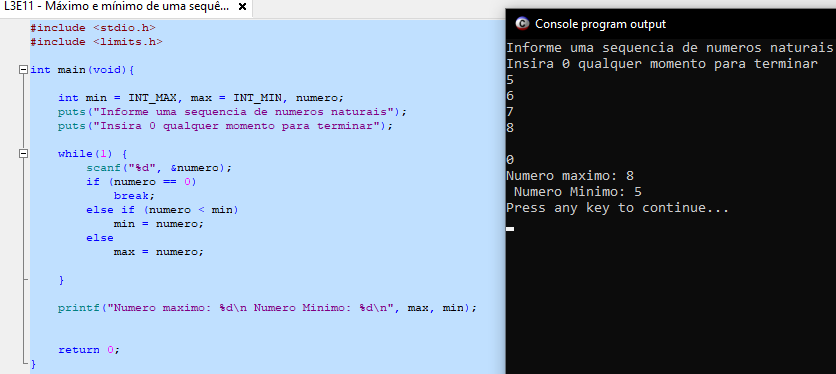 L3E11 - Máximo e mínimo de uma sequê...
#include <stdio.h>
#include <limits.h>
int main(void){
int min = INT_MAX, max = INT_MIN, numero;
puts("Informe uma sequencia de numeros naturais");
puts("Insira 0 qualquer momento para terminar");
while(1) {
scanf("%d", &numero);
if (numero == 0)
break;
else if (numero < min)
min = numero;
else
max = numero;
}
printf("Numero maximo: %d\n Numero Minimo: %d\n", max, min);
return 0;
}
Console program output
Informe uma sequencia de numeros naturais
Insira 0 qualquer momento para terminar
5
6
7
8
0
Numero maximo: 8
Numero Minimo: 5
Press any key to continue...